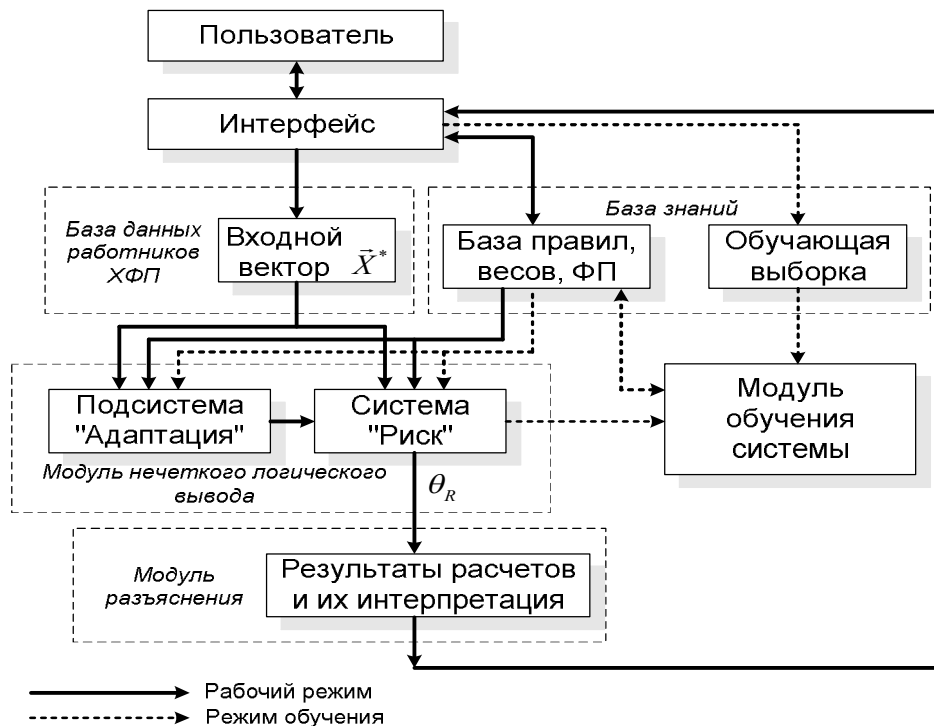 Пользователь
Интерфейс
База данных
работников
ХФП
Входной
вектор X⃗*
База знаний
База правил,
весов, ФП
Обучающая
выборка
Подсистема
"Адаптация"
Система
"Риск"
Модуль нечеткого логического
вывода
Модуль
обучения
системы
θR
Модуль
разъяснения
Результаты расчетов
и их интерпретация
Рабочий режим
Режим обучения